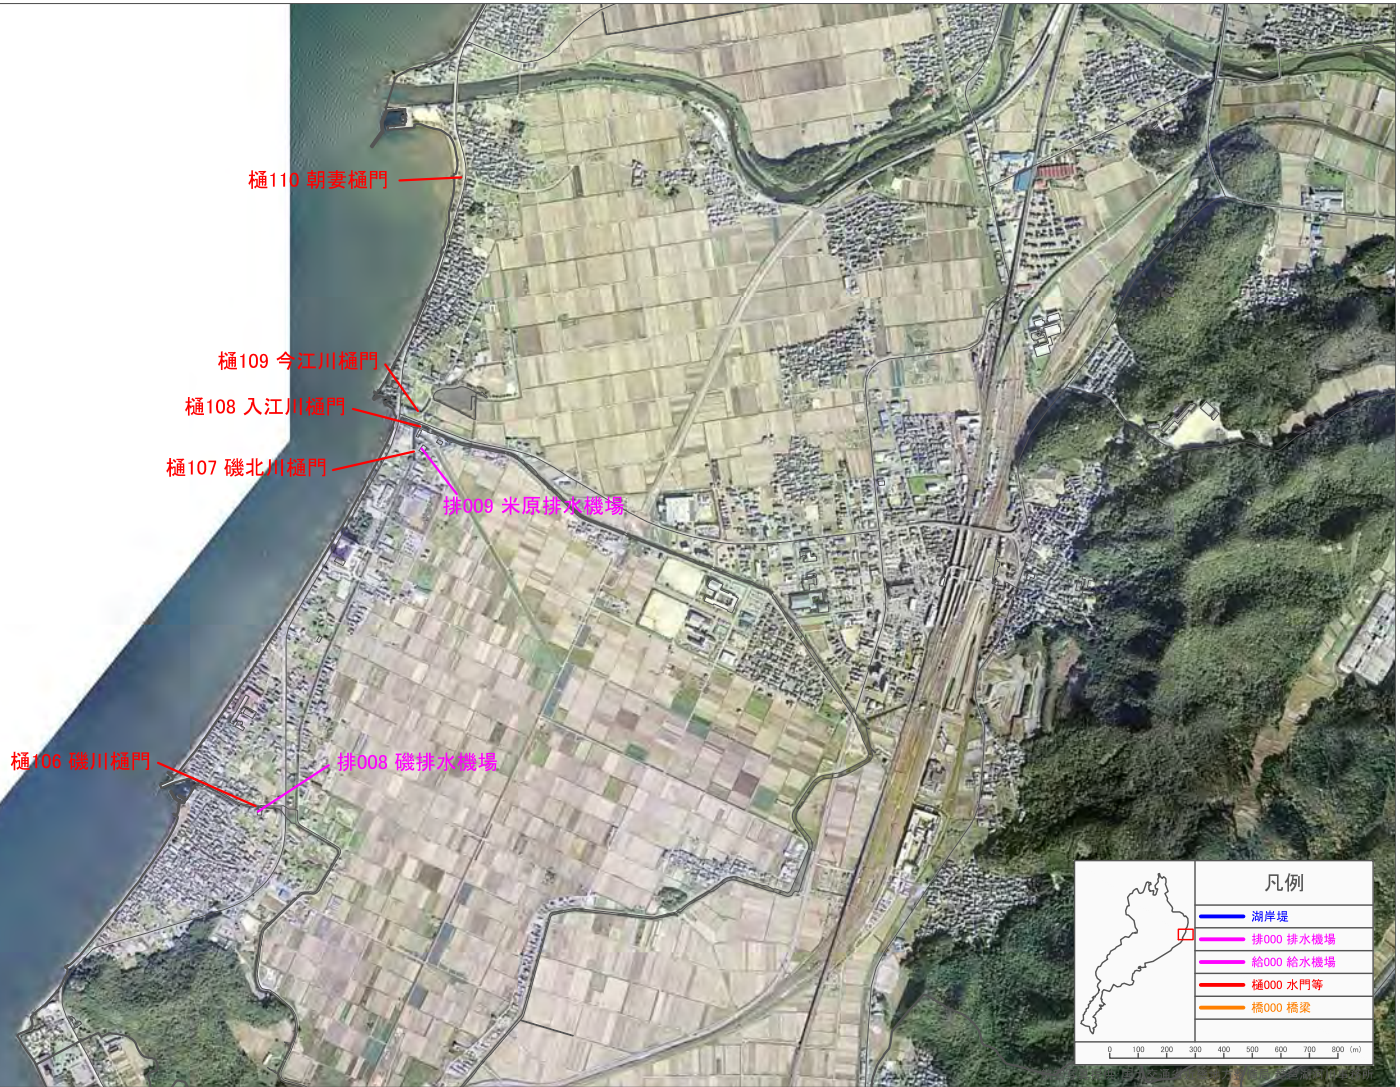 樋110 朝妻樋門
樋109 今江川樋門
樋108 入江川樋門
樋107 磯北川樋門
排009 米原排水機場
樋106 磯川樋門
排008 磯排水機場
凡例
湖岸堤
排000 排水機場
給000 給水機場
樋000 水門等
橋000 橋梁
0 100 200 300 400 500 600 700 800 (m)